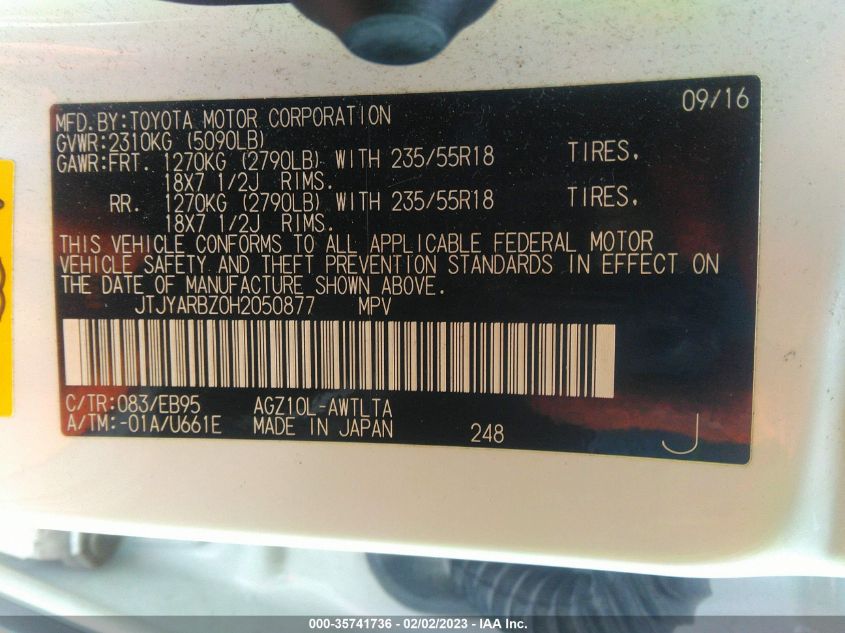 09/16
MFD.BY:TOYOTA MOTOR CORPORATION
GVWR:2310KG (5090LB)
GAWR:FRT. 1270KG (2790LB) WITH 235/55R18 TIRES.
18X7 1/2J RIMS.
RR. 1270KG (2790LB) WITH 235/55R18 TIRES.
18X7 1/2J RIMS.
THIS VEHICLE CONFORMS TO ALL APPLICABLE FEDERAL MOTOR
VEHICLE SAFETY AND THEFT PREVENTION STANDARDS IN EFFECT ON
THE DATE OF MANUFACTURE SHOWN ABOVE.
JTJYARBZ0H2050877 MPV
C/TR:083/EB95 AGZ10L-AWTLTA
A/TM:-01A/U661E MADE IN JAPAN 248 J
000-35741736 - 02/02/2023 - © IAA Inc.